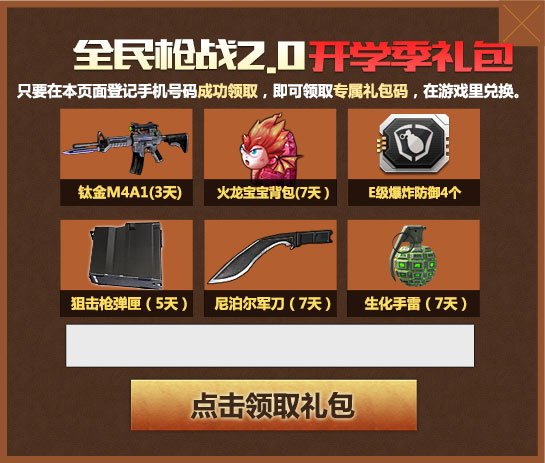 全民枪战2.0开学季礼包
只要在本页面登记手机号码成功领取，即可领取专属礼包码，在游戏里兑换。
钛金M4A1(3天)
火龙宝宝背包(7天）
E级爆炸防御4个
狙击枪弹匣（5天）
尼泊尔军刀（7天）
生化手雷（7天）
点击领取礼包